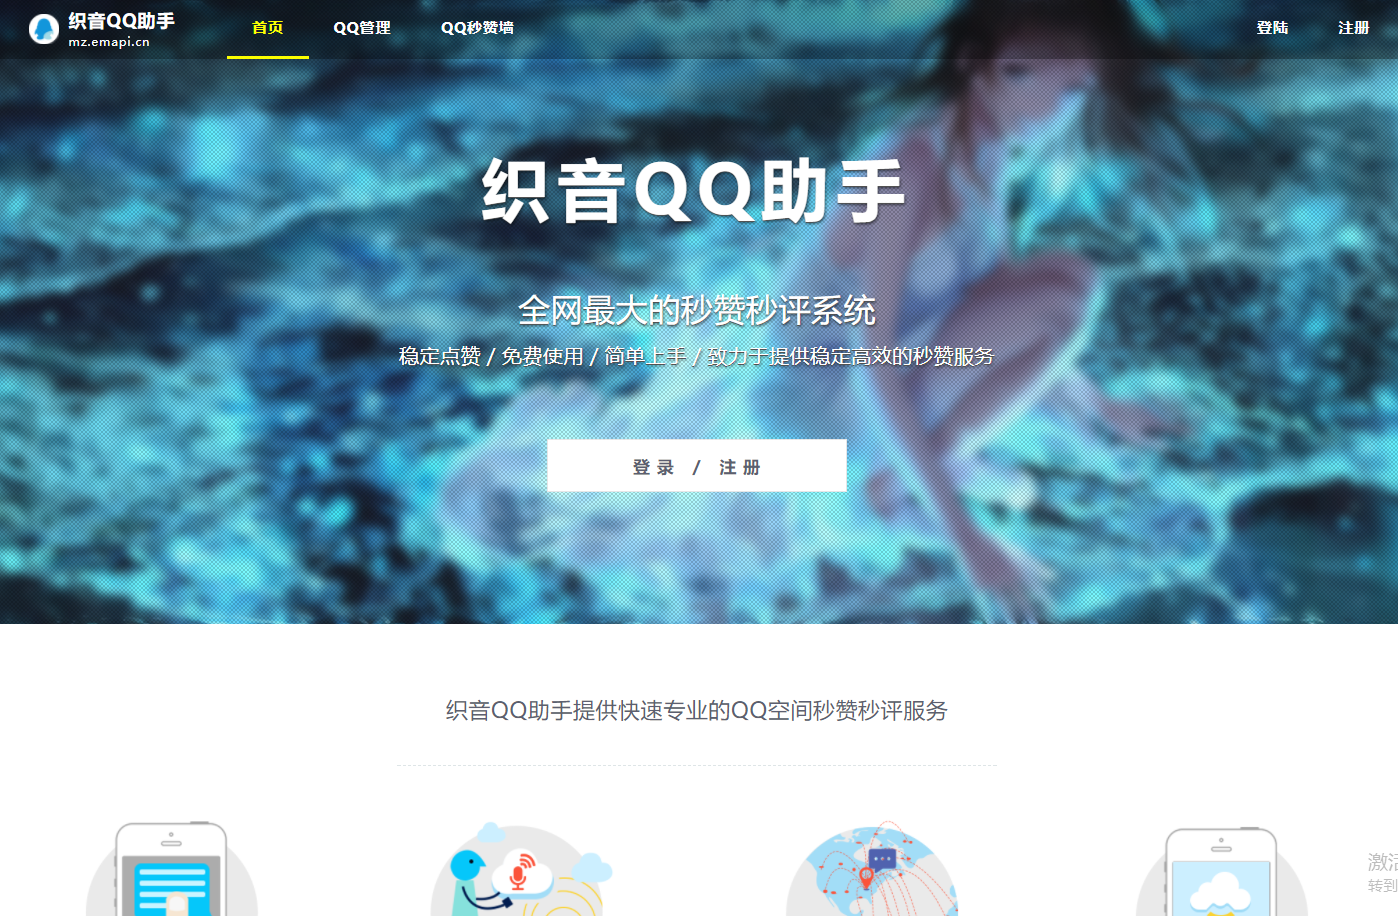 织音QQ助手
mz.emapi.cn
首页
QQ管理
QQ秒赞墙
登陆
注册
织音QQ助手
全网最大的秒赞秒评系统
稳定点赞 / 免费使用 / 简单上手 / 致力于提供稳定高效的秒赞服务
登录 / 注册
织音QQ助手提供快速专业的QQ空间秒赞秒评服务
激活
转到